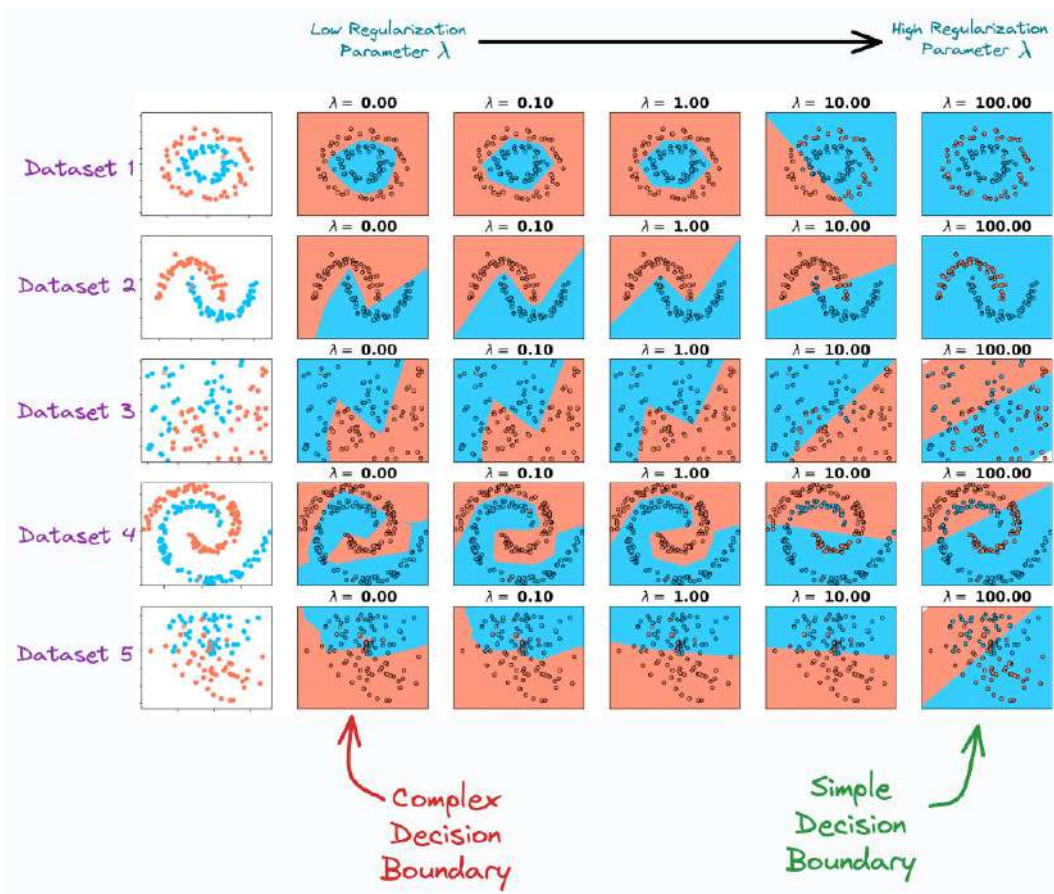 Low Regularization
Parameter λ
High Regularization
Parameter λ
λ = 0.00
λ = 0.10
λ = 1.00
λ = 10.00
λ = 100.00
Dataset 1
λ = 0.00
λ = 0.10
λ = 1.00
λ = 10.00
λ = 100.00
Dataset 2
λ = 0.00
λ = 0.10
λ = 1.00
λ = 10.00
λ = 100.00
Dataset 3
λ = 0.00
λ = 0.10
λ = 1.00
λ = 10.00
λ = 100.00
Dataset 4
λ = 0.00
λ = 0.10
λ = 1.00
λ = 10.00
λ = 100.00
Dataset 5
Complex
Decision
Boundary
Simple
Decision
Boundary